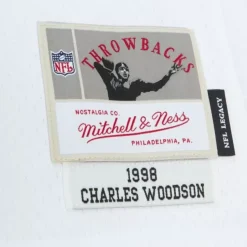 THROWBACKS
NFL
NOSTALGIA CO.
Mitchell & Ness
PHILADELPHIA, PA.
NFL LEGACY
1998
CHARLES WOODSON